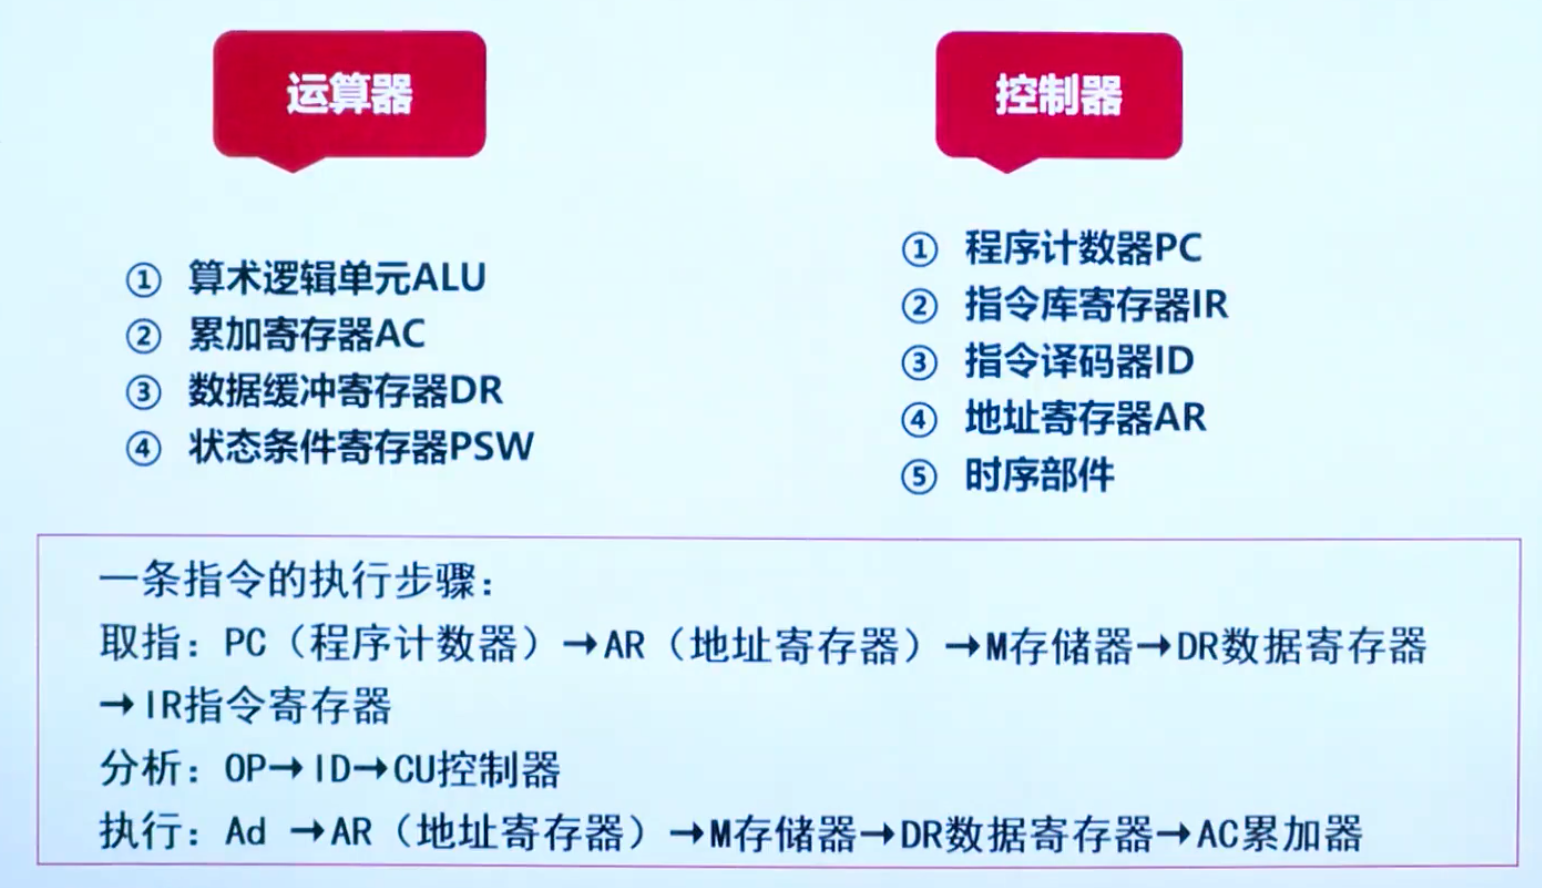 运算器
① 算术逻辑单元ALU
② 累加寄存器AC
③ 数据缓冲寄存器DR
④ 状态条件寄存器PSW
控制器
① 程序计数器PC
② 指令库寄存器IR
③ 指令译码器ID
④ 地址寄存器AR
⑤ 时序部件
一条指令的执行步骤：
取指：PC（程序计数器）→AR（地址寄存器）→M存储器→DR数据寄存器
→IR指令寄存器
分析：OP→ID→CU控制器
执行：Ad →AR（地址寄存器）→M存储器→DR数据寄存器→AC累加器